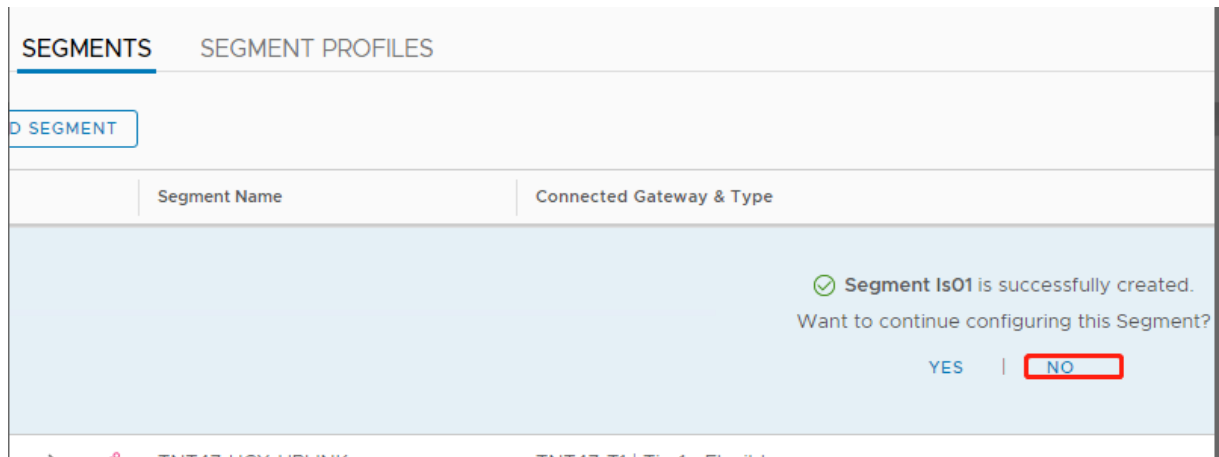 SEGMENTS SEGMENT PROFILES
D SEGMENT
Segment Name Connected Gateway & Type
Segment ls01 is successfully created.
Want to continue configuring this Segment?
YES | NO